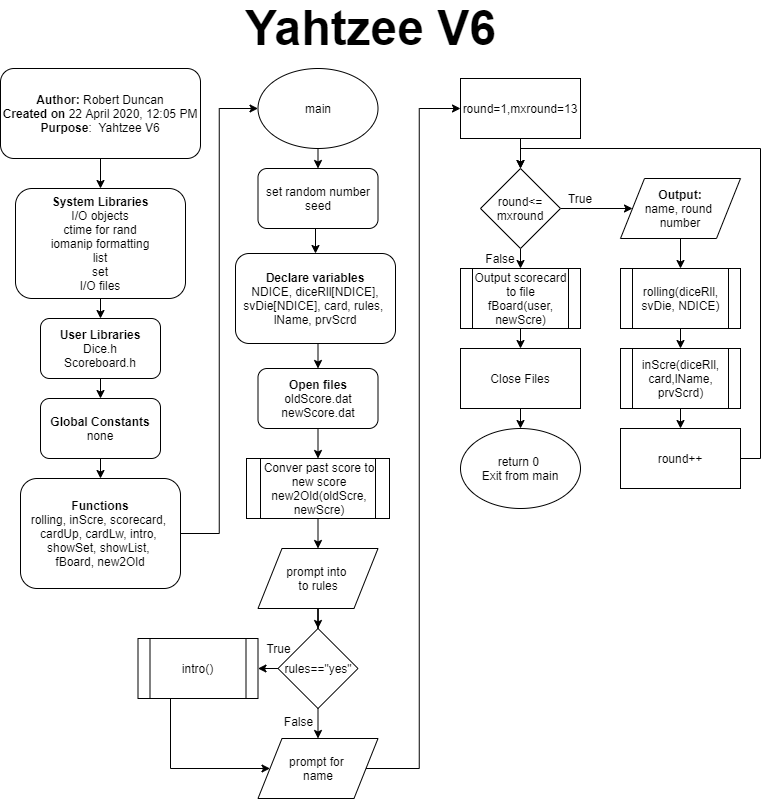 Yahtzee V6
Author: Robert Duncan
Created on 22 April 2020, 12:05 PM
Purpose: Yahtzee V6
System Libraries
I/O objects
ctime for rand
iomanip formatting
list
set
I/O files
User Libraries
Dice.h
Scoreboard.h
Global Constants
none
Functions
rolling, inScre, scorecard,
cardUp, cardLw, intro,
showSet, showList,
fBoard, new2Old
main
set random number
seed
Declare variables
NDICE, diceRll[NDICE],
svDie[NDICE], card, rules,
lName, prvScrd
Open files
oldScore.dat
newScore.dat
Conver past score to
new score
new2Old(oldScre,
newScre)
prompt into
to rules
rules=="yes"
True
intro()
False
prompt for
name
round=1,mxround=13
round<=
mxround
True
False
Output:
name, round
number
rolling(diceRll,
svDie, NDICE)
inScre(diceRll,
card,lName,
prvScrd)
round++
Output scorecard
to file
fBoard(user,
newScre)
Close Files
return 0
Exit from main